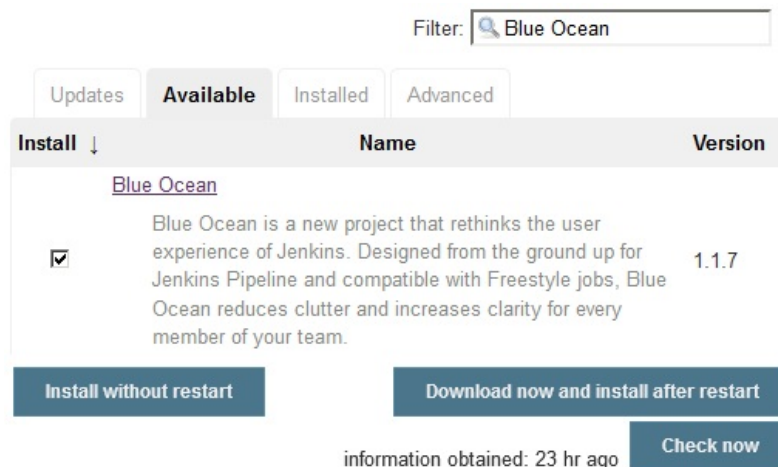 Filter: Blue Ocean
Updates Available Installed Advanced
Install ↓ Name Version
Blue Ocean
Blue Ocean is a new project that rethinks the user
experience of Jenkins. Designed from the ground up for
Jenkins Pipeline and compatible with Freestyle jobs, Blue
Ocean reduces clutter and increases clarity for every
member of your team.
1.1.7
Install without restart Download now and install after restart
information obtained: 23 hr ago Check now